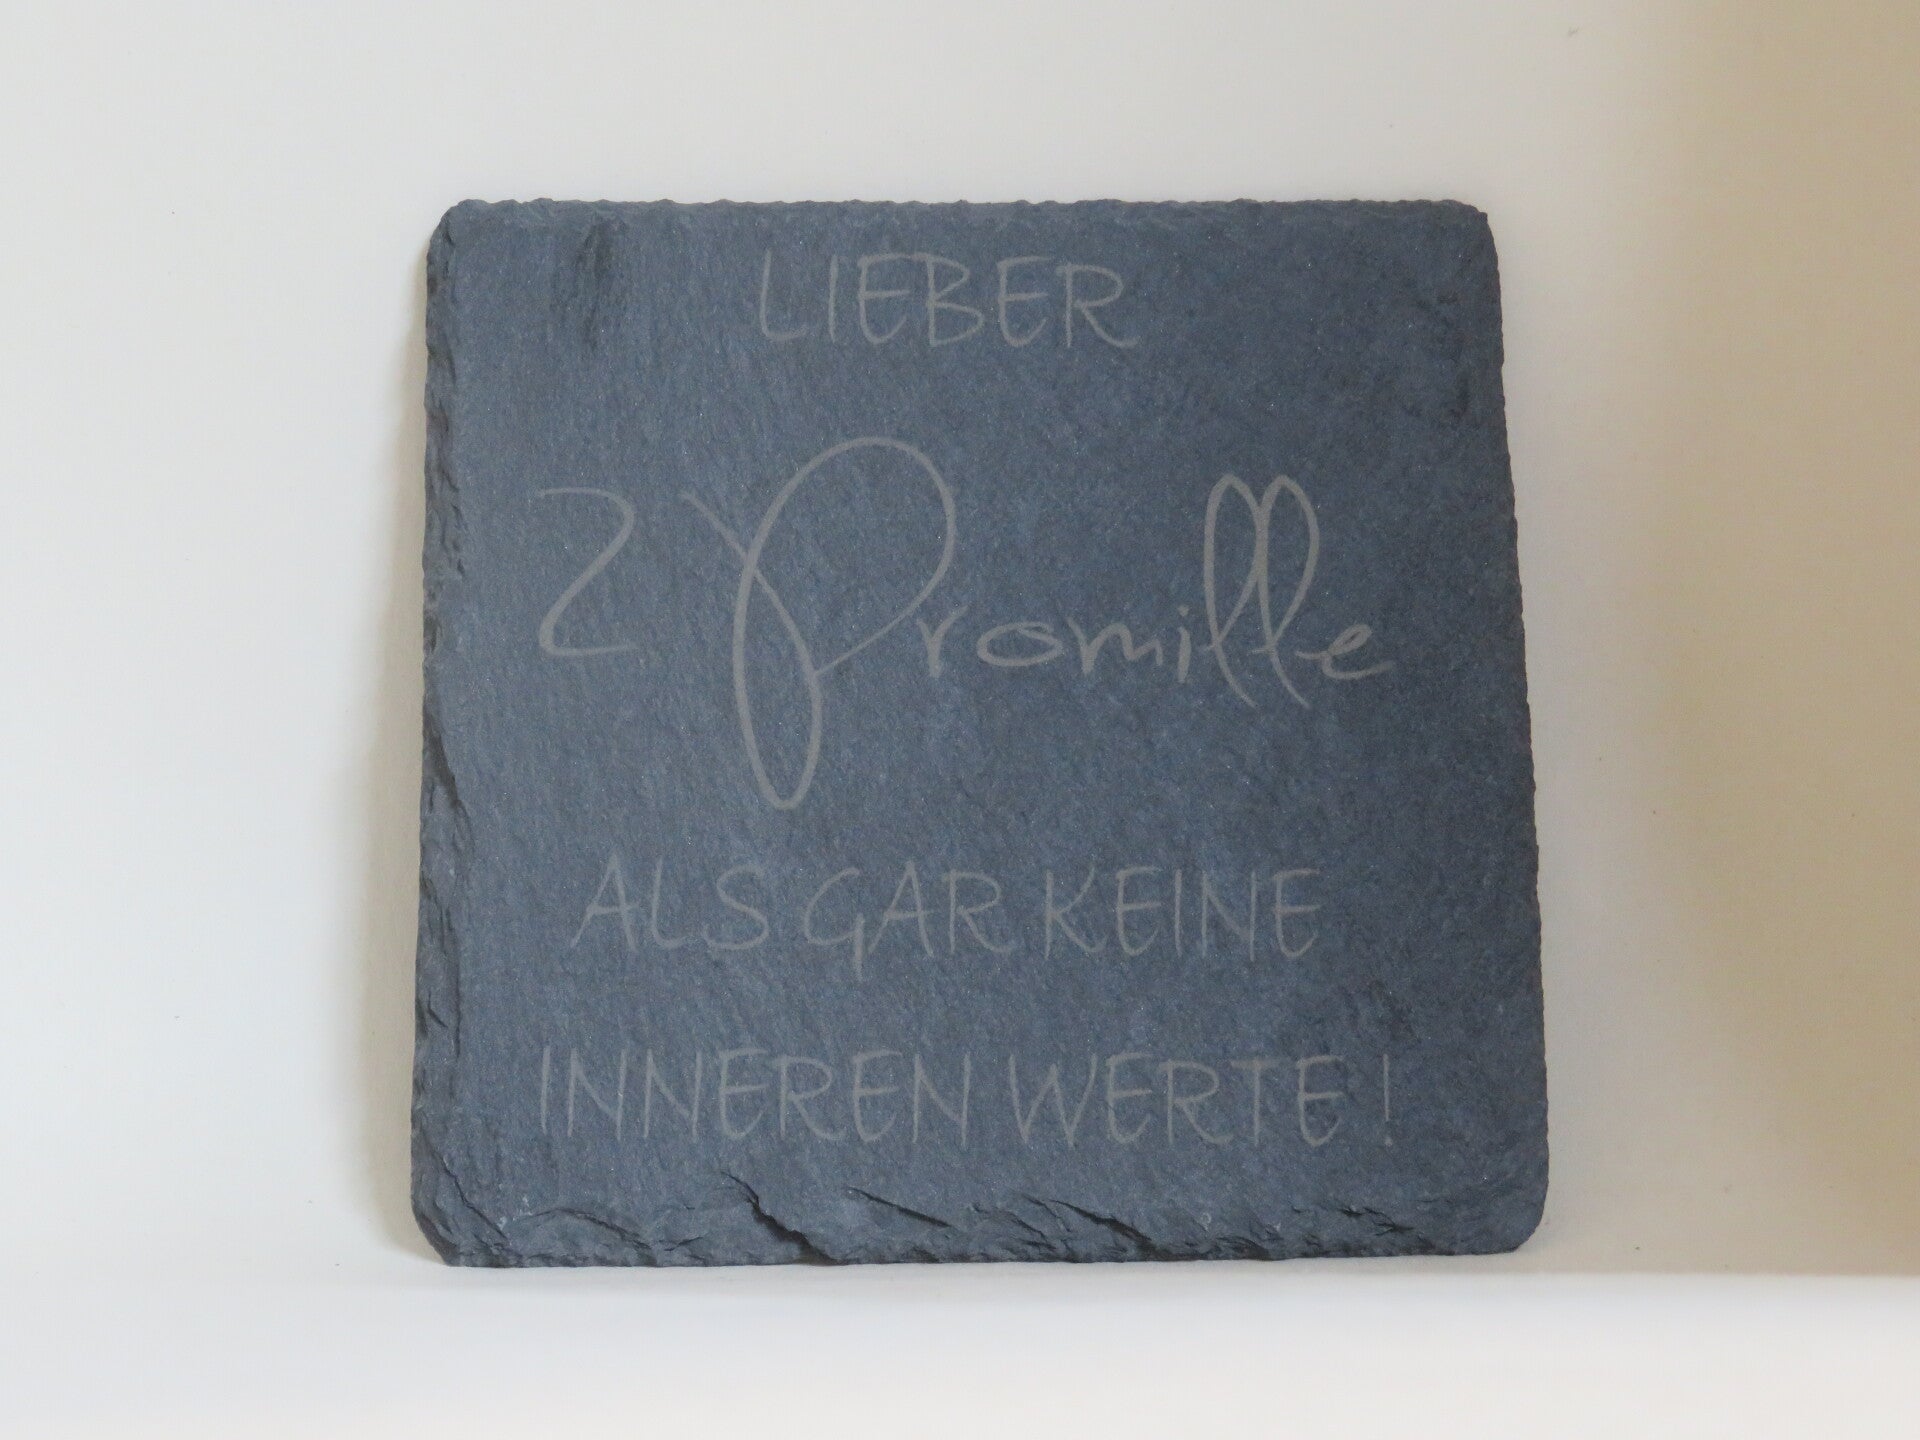 LIEBER
2 Promille
ALS GAR KEINE
INNEREN WERTE!